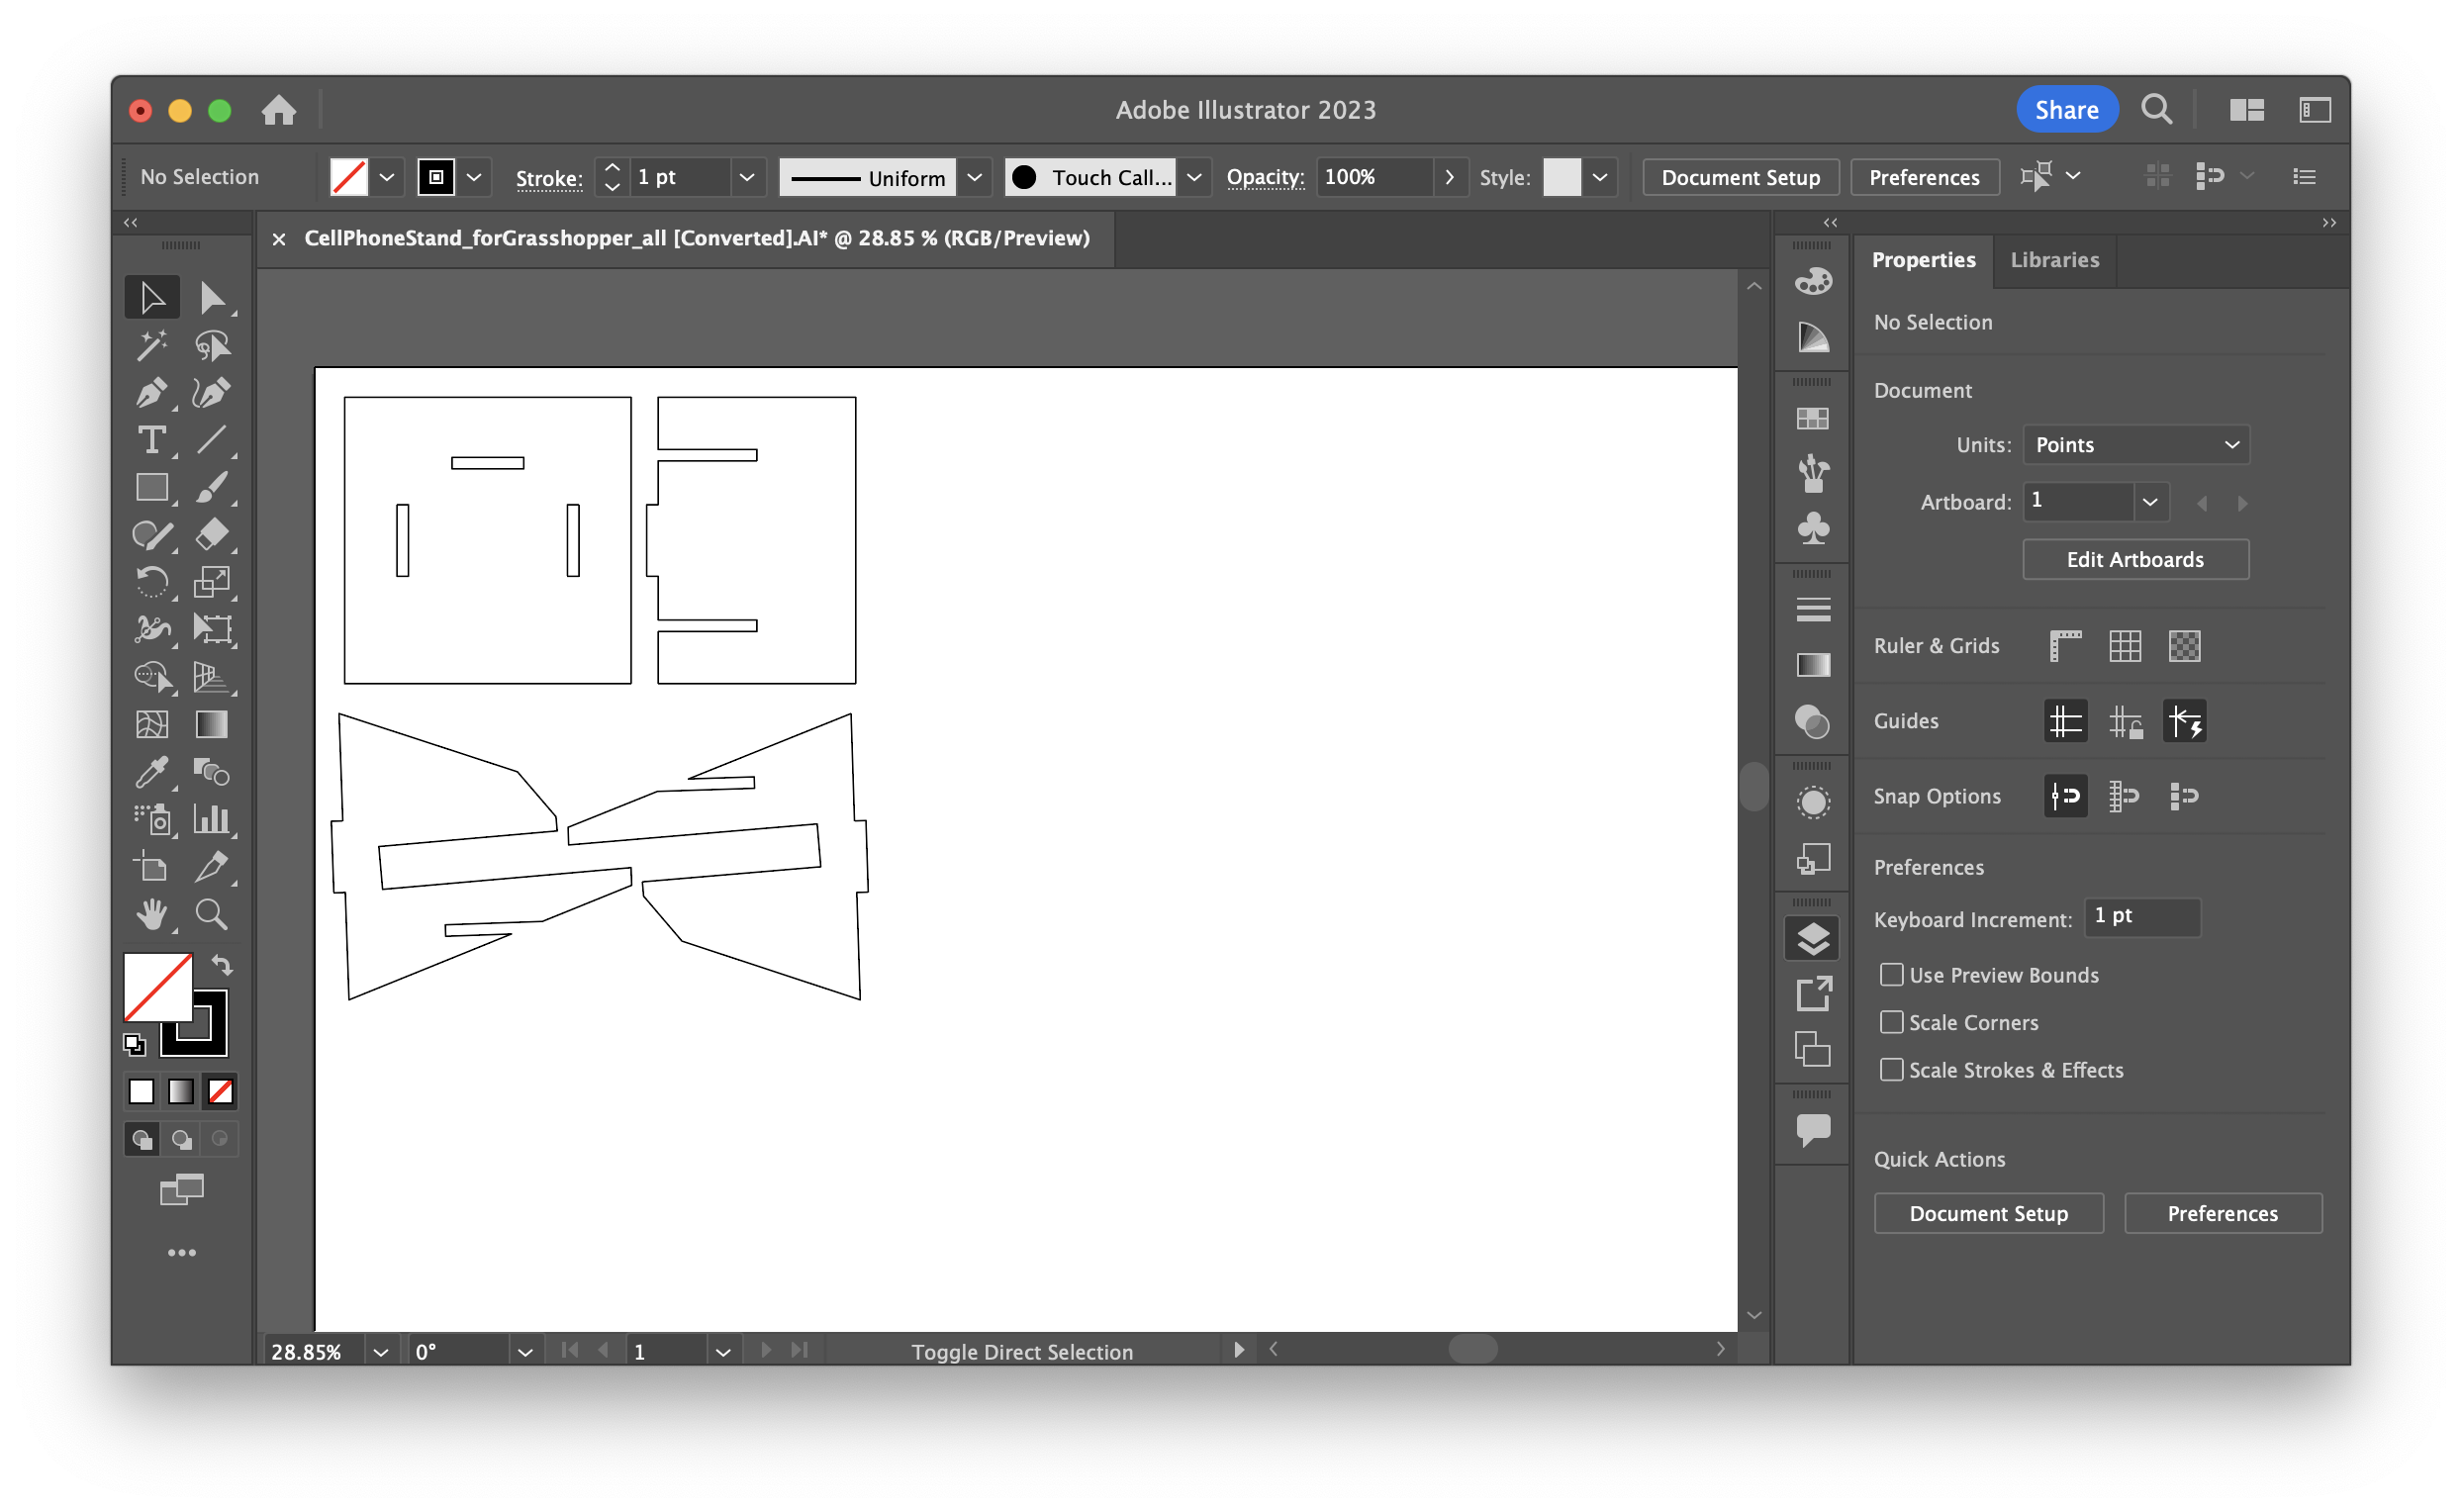 Adobe Illustrator 2023
Share
No Selection
Stroke:
1 pt
Uniform
Touch Call...
Opacity:
100%
Style:
Document Setup
Preferences
CellPhoneStand_forGrasshopper_all [Converted].AI* @ 28.85 % (RGB/Preview)
Properties
Libraries
No Selection
Document
Units:
Points
Artboard:
1
Edit Artboards
Ruler & Grids
Guides
Snap Options
Preferences
Keyboard Increment:
1 pt
Use Preview Bounds
Scale Corners
Scale Strokes & Effects
Quick Actions
Document Setup
Preferences
28.85%
0°
1
Toggle Direct Selection